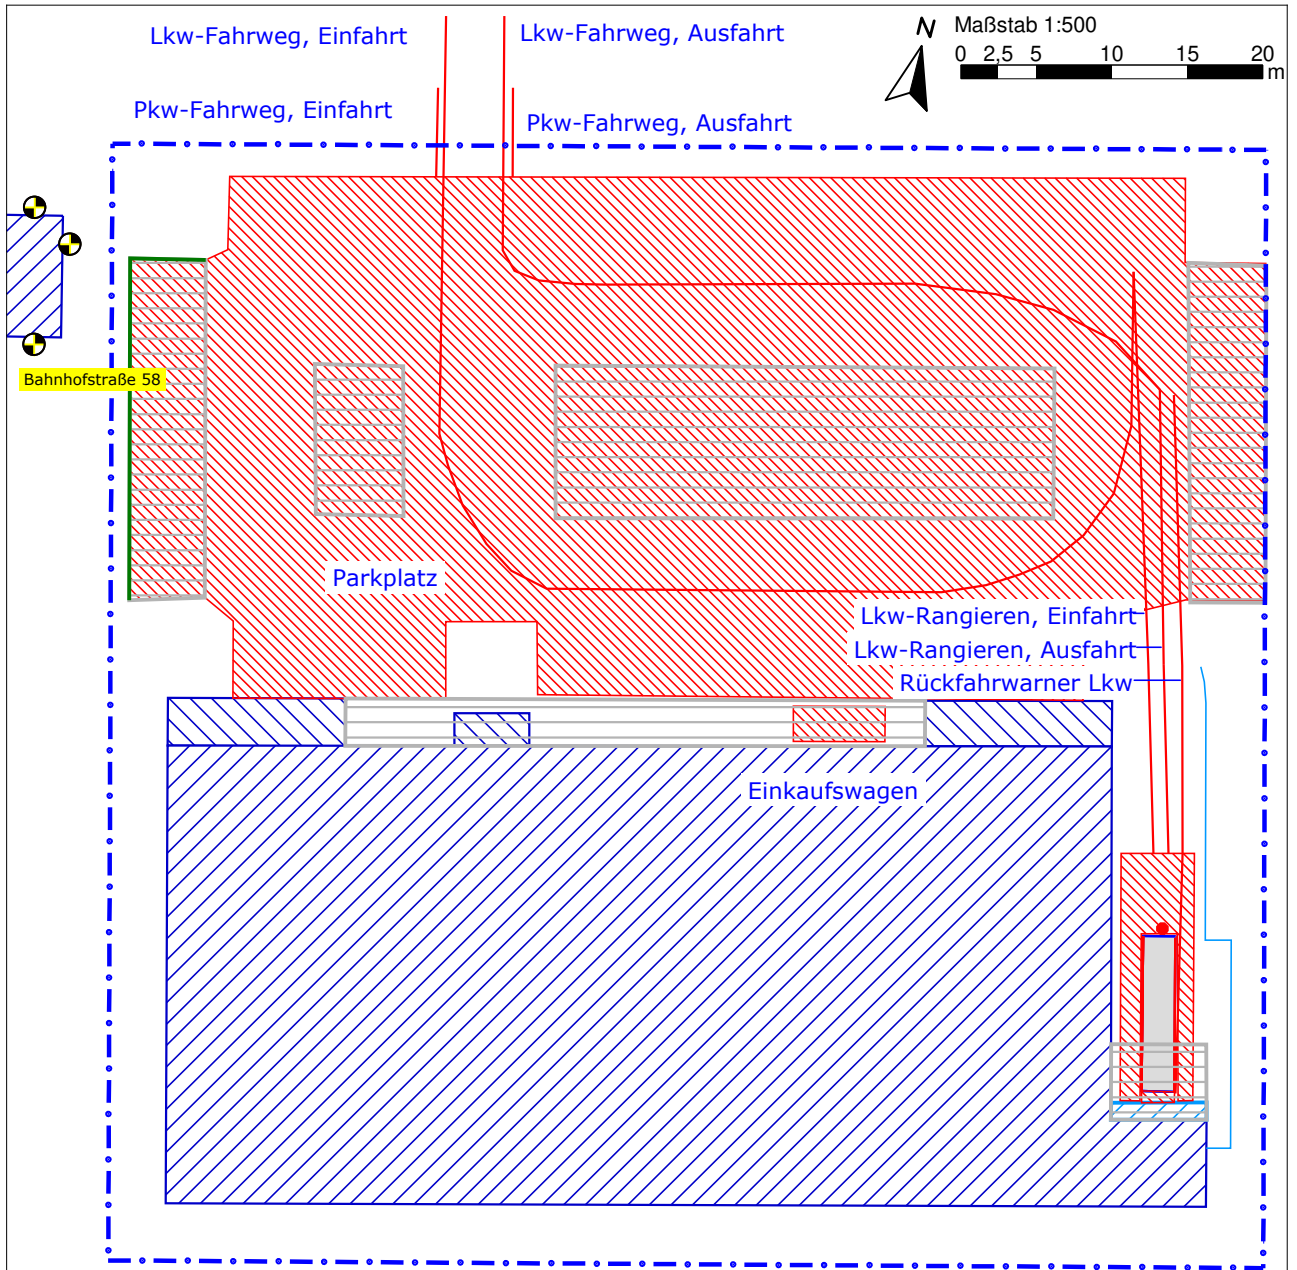 N
Maßstab 1:500
0 2,5 5 10 15 20
m
Lkw-Fahrweg, Einfahrt
Lkw-Fahrweg, Ausfahrt
Pkw-Fahrweg, Einfahrt
Pkw-Fahrweg, Ausfahrt
Bahnhofstraße 58
Parkplatz
Lkw-Rangieren, Einfahrt
Lkw-Rangieren, Ausfahrt
Rückfahrwarner Lkw
Einkaufswagen